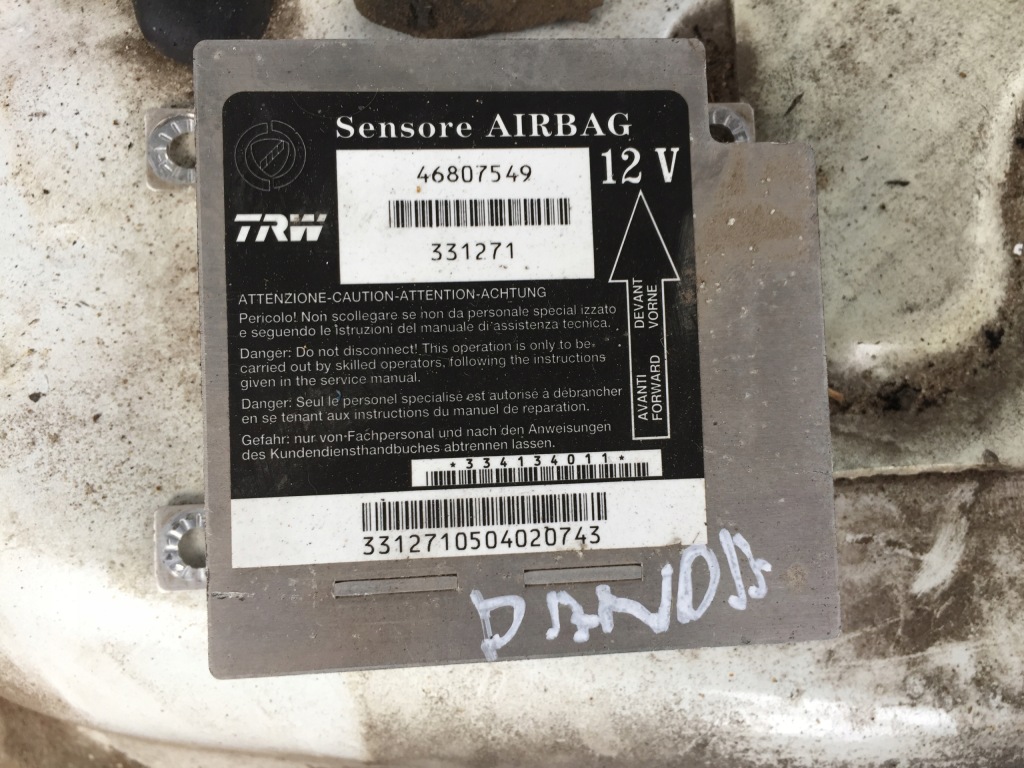 Sensore AIRBAG
12 V
46807549
331271
TRW
ATTENZIONE-CAUTION-ATTENTION-ACHTUNG
Pericolo! Non scollegare se non da personale special izzato
e seguendo le istruzioni del manuale di assistenza tecnica.
Danger: Do not disconnect! This operation is only to be
carried out by skilled operators, following the instructions
given in the service manual.
Danger: Seul le personel specialisé est autorisé à débrancher
en se tenant aux instructions du manuel de reparation.
Gefahr: nur von Fachpersonal und nach den Anweisungen
des Kundendiensthandbuches abtrennen lassen.
AVANTI DEVANT
FORWARD VORNE
*334134011*
3312710504020743
PANDA